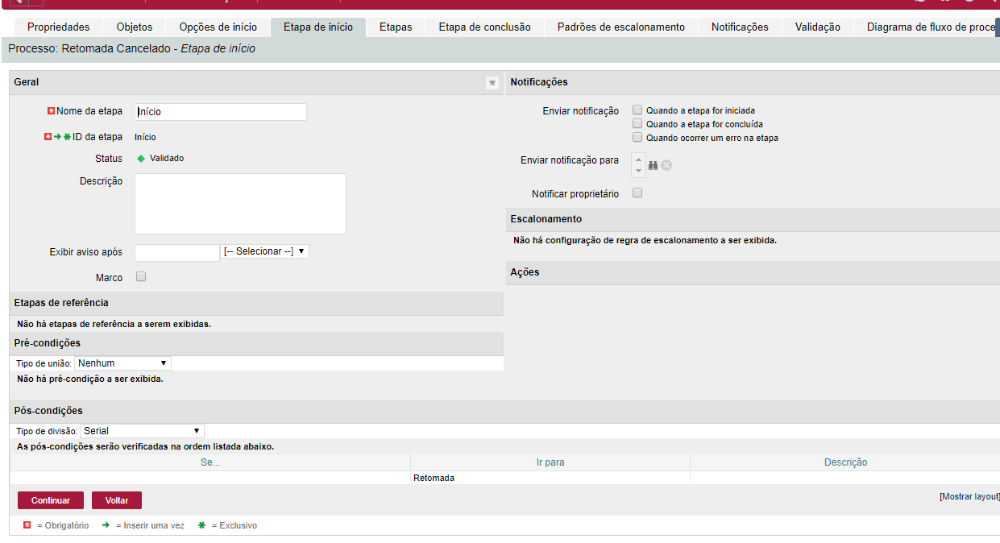 Propriedades Objetos Opções de início Etapa de início Etapas Etapa de conclusão Padrões de escalonamento Notificações Validação Diagrama de fluxo de proce
Processo: Retomada Cancelado - Etapa de início
Geral
Nome da etapa Início
ID da etapa Início
Status Validado
Descrição
Exibir aviso após [-- Selecionar --]
Marco
Etapas de referência
Não há etapas de referência a serem exibidas.
Pré-condições
Tipo de união: Nenhum
Não há pré-condição a ser exibida.
Notificações
Enviar notificação Quando a etapa for iniciada
Quando a etapa for concluída
Quando ocorrer um erro na etapa
Enviar notificação para
Notificar proprietário
Escalonamento
Não há configuração de regra de escalonamento a ser exibida.
Ações
Pós-condições
Tipo de divisão: Serial
As pós-condições serão verificadas na ordem listada abaixo.
Se... Ir para Descrição
Retomada
Continuar Voltar [Mostrar layout]
= Obrigatório = Inserir uma vez = Exclusivo